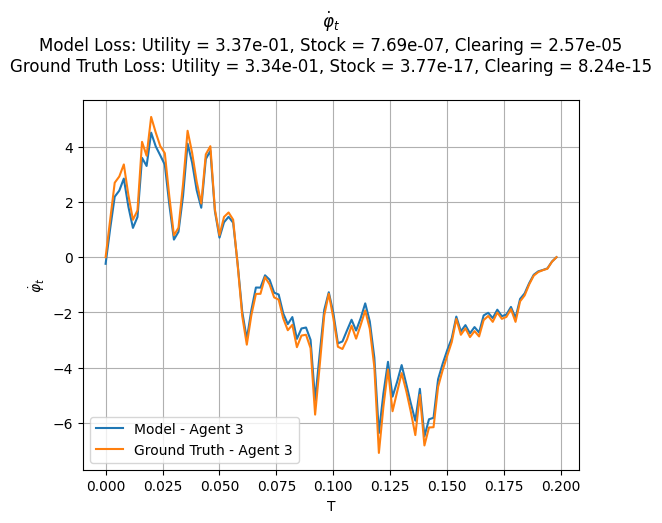 φ̇ₜ
Model Loss: Utility = 3.37e-01, Stock = 7.69e-07, Clearing = 2.57e-05
Ground Truth Loss: Utility = 3.34e-01, Stock = 3.77e-17, Clearing = 8.24e-15
4
2
0
−2
−4
−6
φ̇ₜ
Model - Agent 3
Ground Truth - Agent 3
0.000 0.025 0.050 0.075 0.100 0.125 0.150 0.175 0.200
T